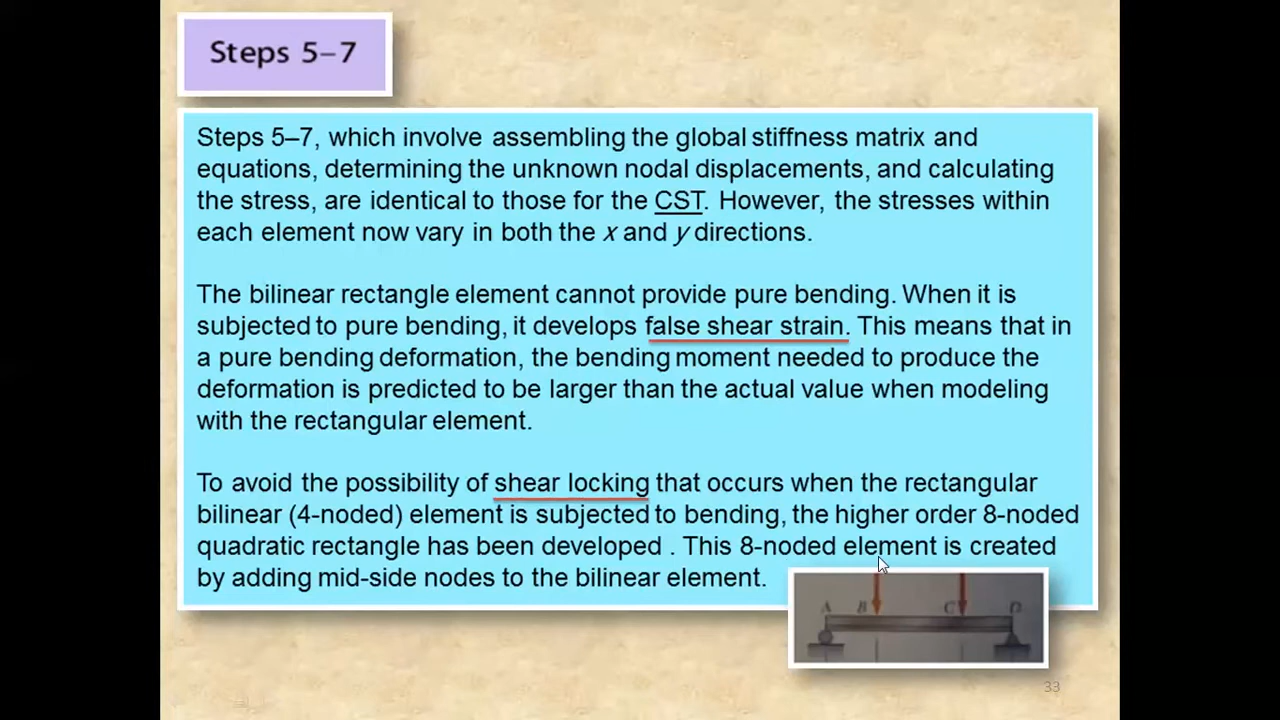 Steps 5–7
Steps 5–7, which involve assembling the global stiffness matrix and
equations, determining the unknown nodal displacements, and calculating
the stress, are identical to those for the CST. However, the stresses within
each element now vary in both the x and y directions.
The bilinear rectangle element cannot provide pure bending. When it is
subjected to pure bending, it develops false shear strain. This means that in
a pure bending deformation, the bending moment needed to produce the
deformation is predicted to be larger than the actual value when modeling
with the rectangular element.
To avoid the possibility of shear locking that occurs when the rectangular
bilinear (4-noded) element is subjected to bending, the higher order 8-noded
quadratic rectangle has been developed . This 8-noded element is created
by adding mid-side nodes to the bilinear element.
A B C D
33